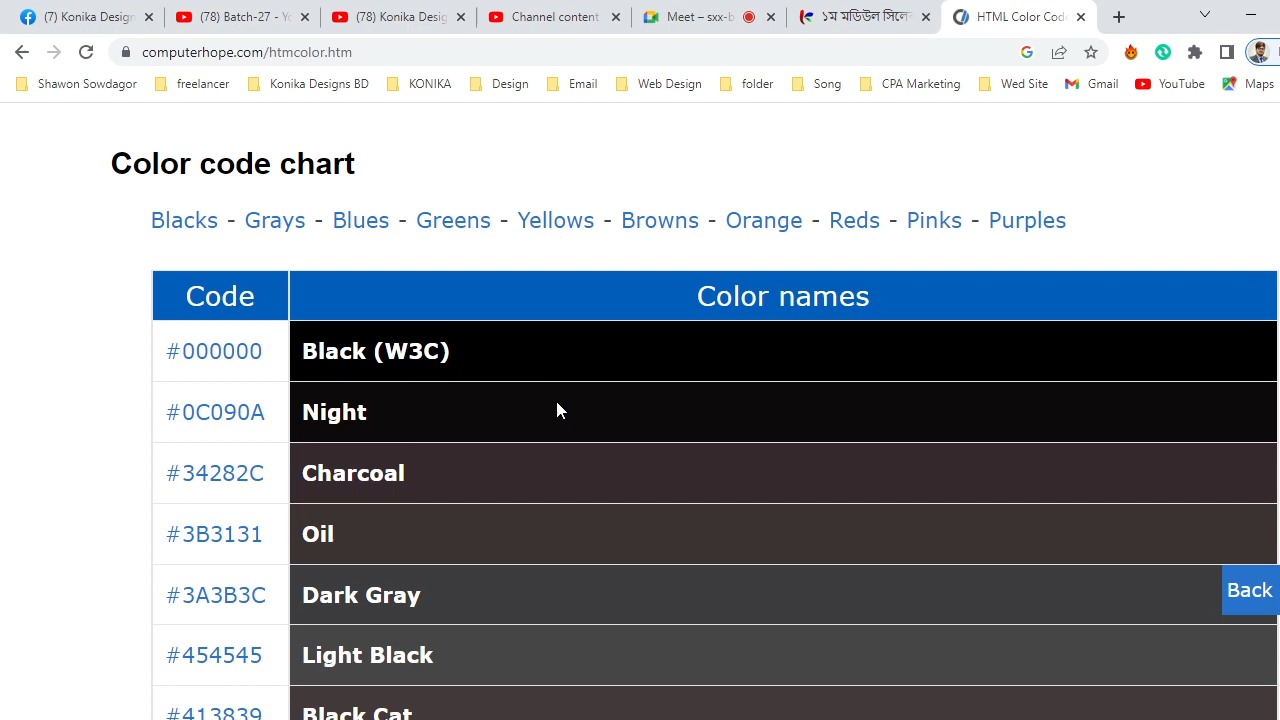 (7) Konika Design
(78) Batch-27 - Yo
(78) Konika Desig
Channel content
Meet – sxx-b
১ম মডিউল সিলে
HTML Color Code
computerhope.com/htmcolor.htm
Shawon Sowdagor
freelancer
Konika Designs BD
KONIKA
Design
Email
Web Design
folder
Song
CPA Marketing
Wed Site
Gmail
YouTube
Maps
Color code chart
Blacks - Grays - Blues - Greens - Yellows - Browns - Orange - Reds - Pinks - Purples
Code Color names
#000000 Black (W3C)
#0C090A Night
#34282C Charcoal
#3B3131 Oil
#3A3B3C Dark Gray
Back
#454545 Light Black
#413839 Black Cat